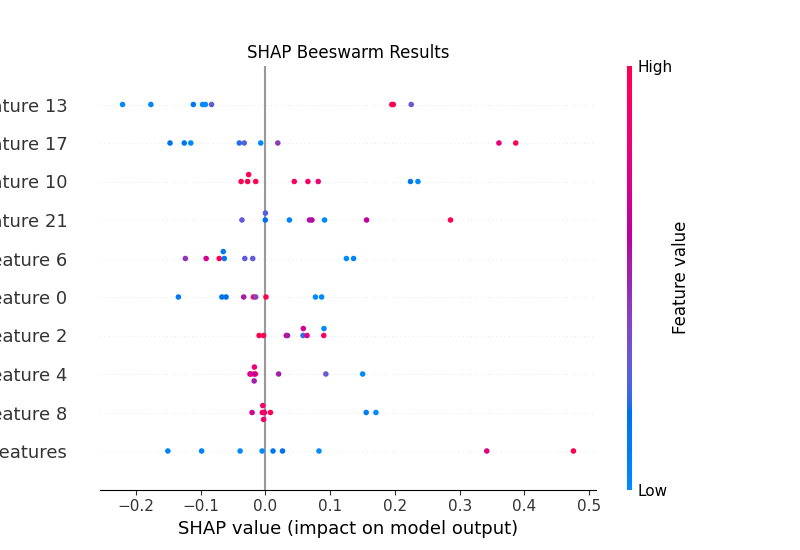 SHAP Beeswarm Results
High
ature 13
ature 17
ature 10
ature 21
eature 6
eature 0
eature 2
eature 4
eature 8
eatures
Feature value
Low
−0.2 −0.1 0.0 0.1 0.2 0.3 0.4 0.5
SHAP value (impact on model output)